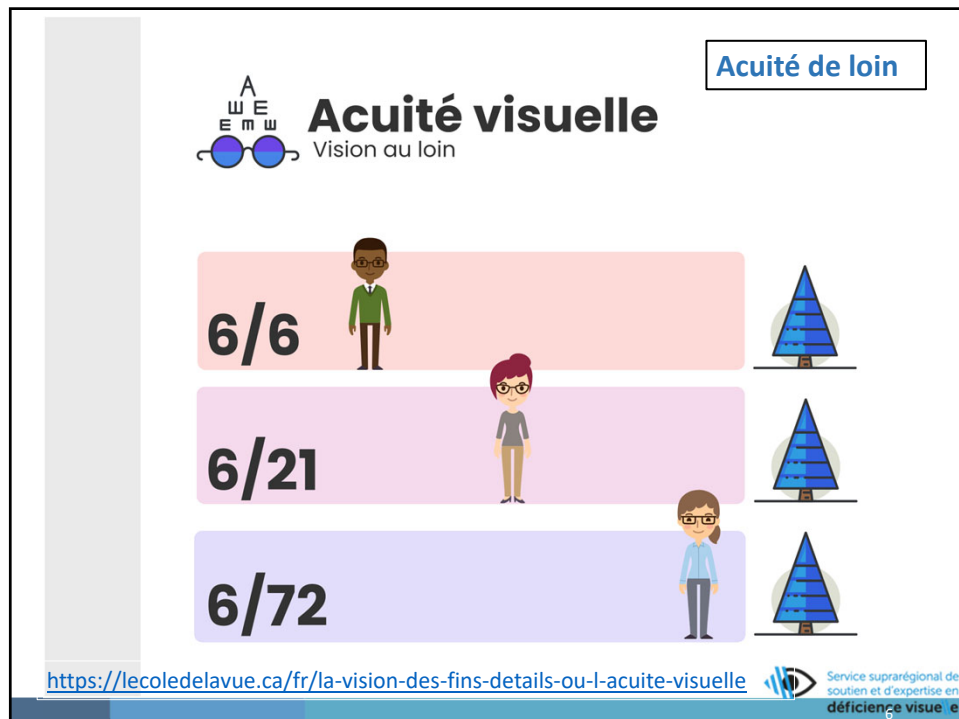 Acuité de loin
A
E E
E E E
Acuité visuelle
Vision au loin
6/6
6/21
6/72
https://lecoledelavue.ca/fr/la-vision-des-fins-details-ou-l-acuite-visuelle
Service suprarégional de
soutien et d'expertise en
déficience visue e
6